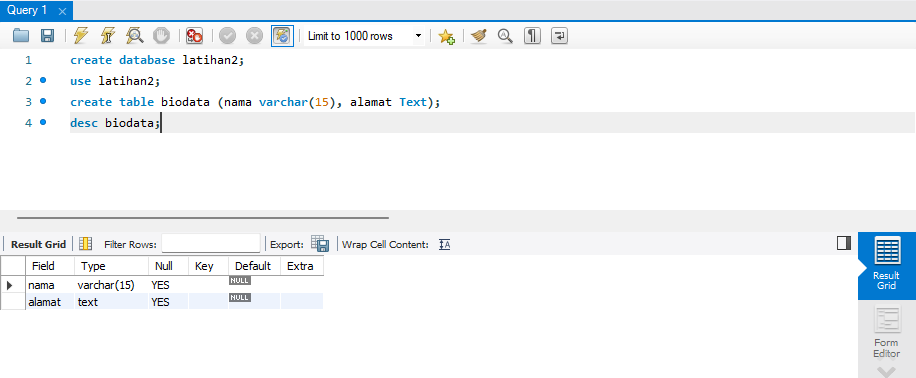 Query 1
Limit to 1000 rows
1 create database latihan2;
2 use latihan2;
3 create table biodata (nama varchar(15), alamat Text);
4 desc biodata;
Result Grid Filter Rows: Export: Wrap Cell Content: IA
Field Type Null Key Default Extra
nama varchar(15) YES NULL
alamat text YES NULL
Result
Grid
Form
Editor